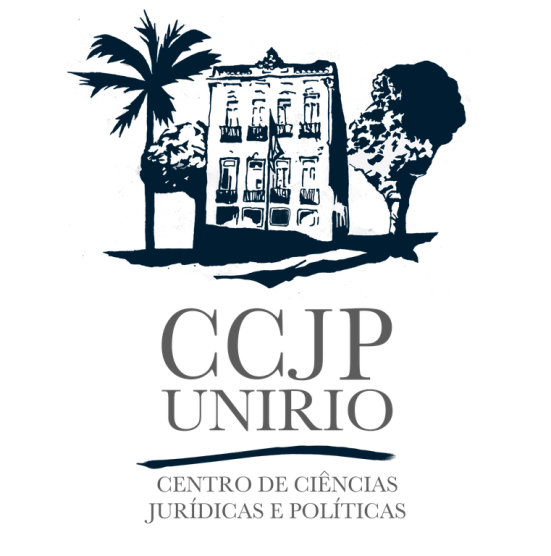 CCJP
UNIRIO
CENTRO DE CIÊNCIAS
JURÍDICAS E POLÍTICAS